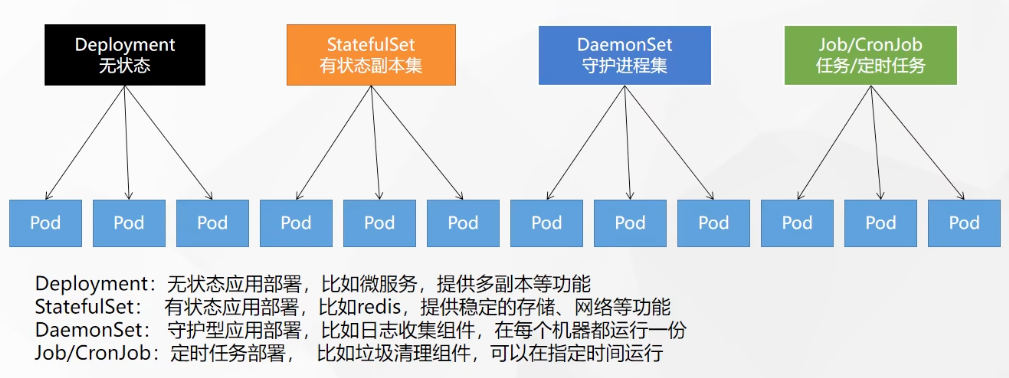 Deployment
无状态
StatefulSet
有状态副本集
DaemonSet
守护进程集
Job/CronJob
任务/定时任务
Pod
Pod
Pod
Pod
Pod
Pod
Pod
Pod
Pod
Pod
Pod
Pod
Deployment：无状态应用部署，比如微服务，提供多副本等功能
StatefulSet： 有状态应用部署，比如redis，提供稳定的存储、网络等功能
DaemonSet：守护型应用部署，比如日志收集组件，在每个机器都运行一份
Job/CronJob：定时任务部署， 比如垃圾清理组件，可以在指定时间运行